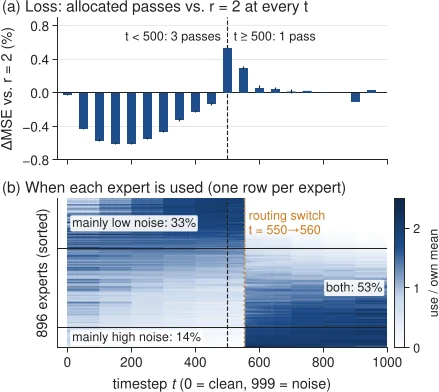 (a) Loss: allocated passes vs. r = 2 at every t
ΔMSE vs. r = 2 (%)
0.8
0.4
0.0
−0.4
−0.8
t < 500: 3 passes
t ≥ 500: 1 pass
(b) When each expert is used (one row per expert)
896 experts (sorted)
mainly low noise: 33%
routing switch
t = 550→560
both: 53%
mainly high noise: 14%
0
200
400
600
800
1000
timestep t (0 = clean, 999 = noise)
2
1
0
use / own mean